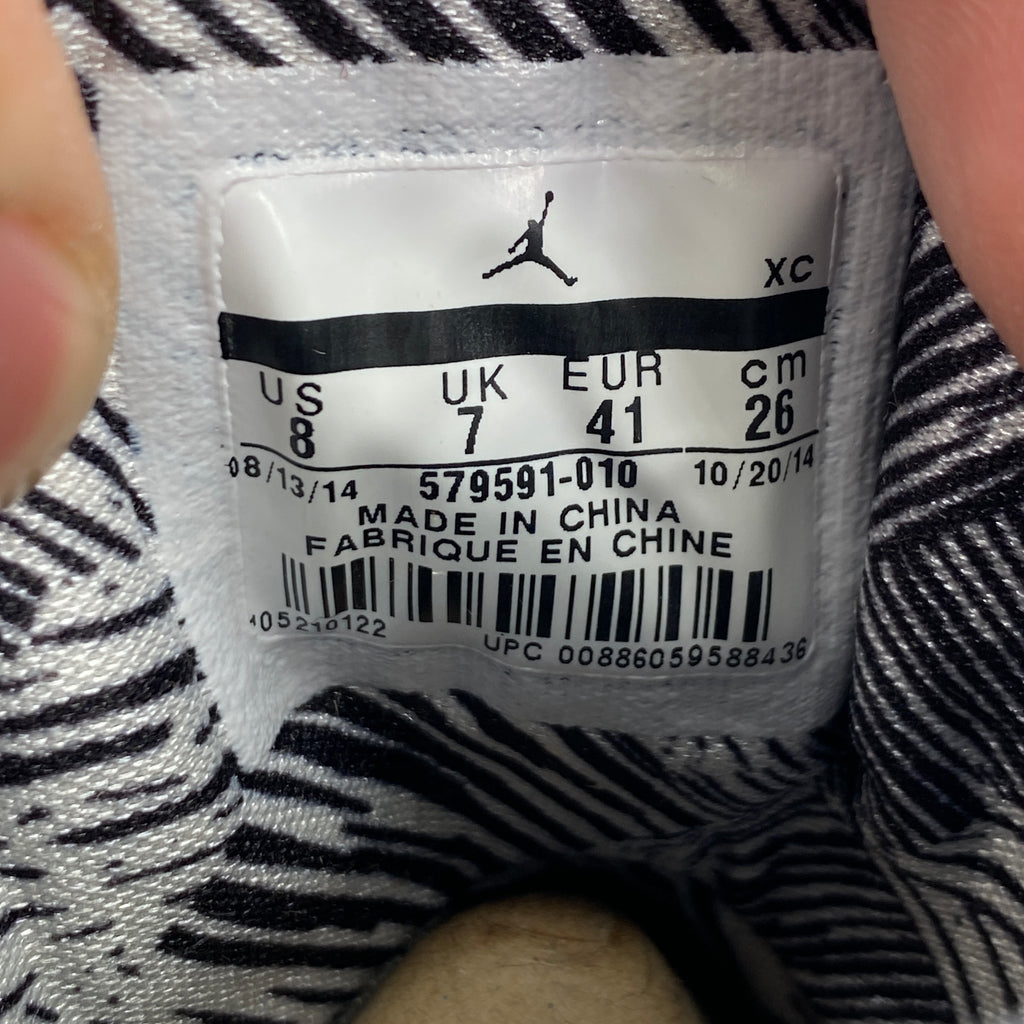 XC
US UK EUR cm
8 7 41 26
08/13/14 579591-010 10/20/14
MADE IN CHINA
FABRIQUE EN CHINE
405210122
UPC 00886059588436